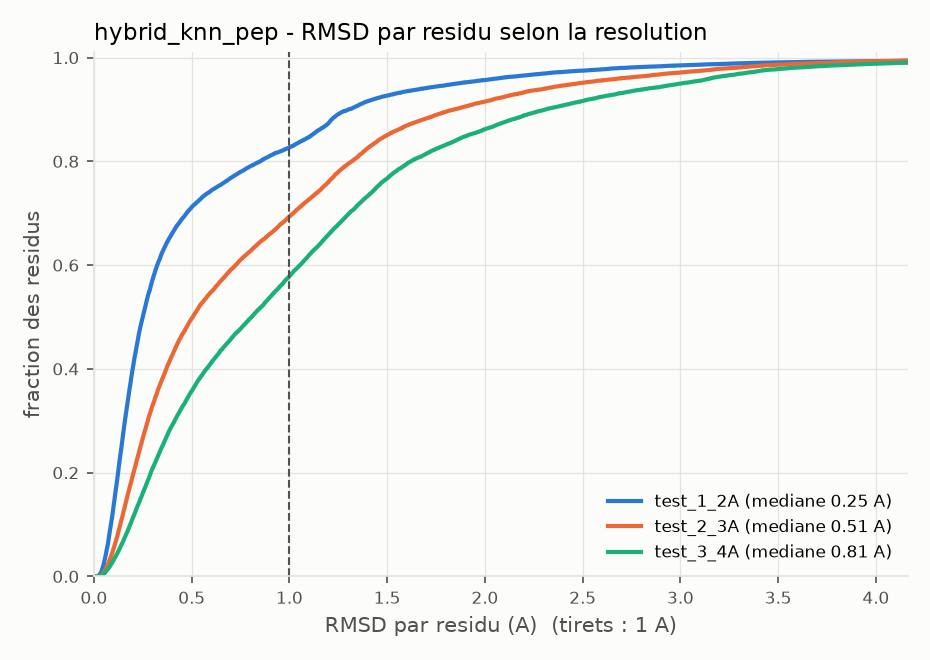 hybrid_knn_pep - RMSD par residu selon la resolution
fraction des residus
1.0
0.8
0.6
0.4
0.2
0.0
0.0 0.5 1.0 1.5 2.0 2.5 3.0 3.5 4.0
RMSD par residu (A)  (tirets : 1 A)
test_1_2A (mediane 0.25 A)
test_2_3A (mediane 0.51 A)
test_3_4A (mediane 0.81 A)